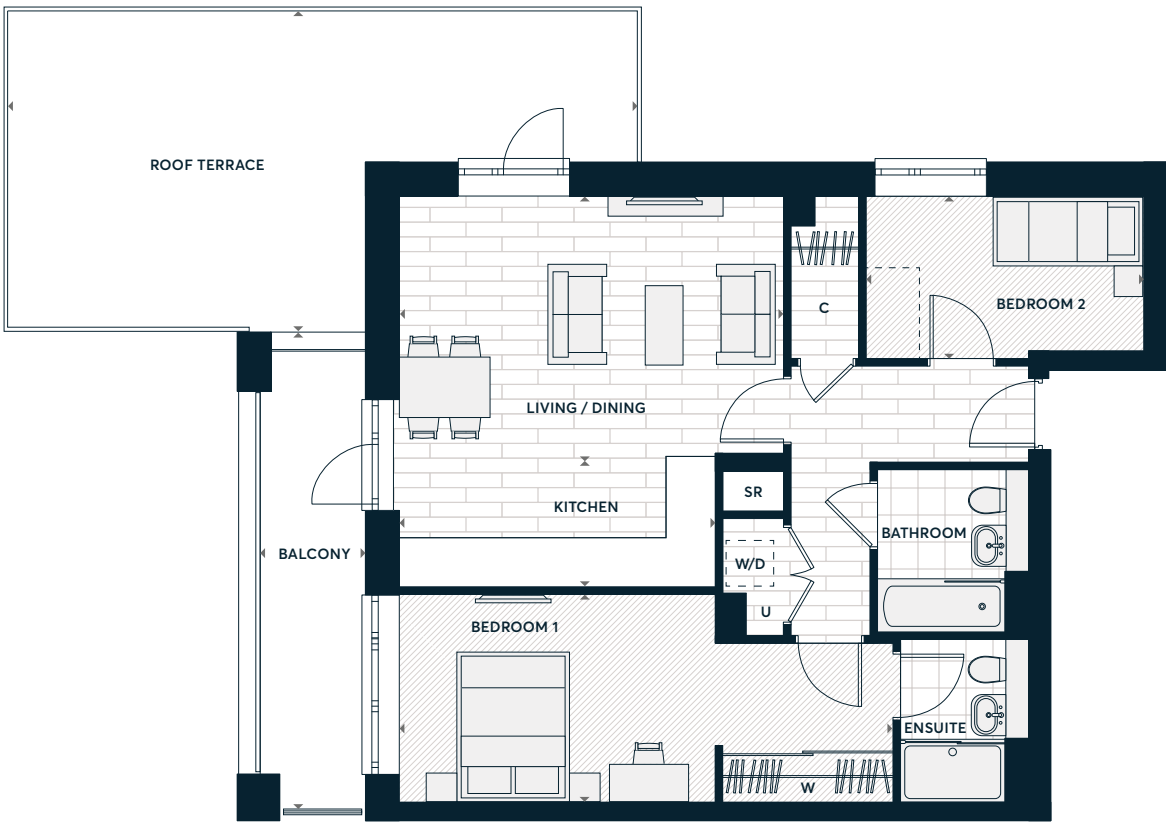 ROOF TERRACE
C
BEDROOM 2
LIVING / DINING
SR
KITCHEN
BATHROOM
BALCONY
W/D
U
BEDROOM 1
ENSUITE
W